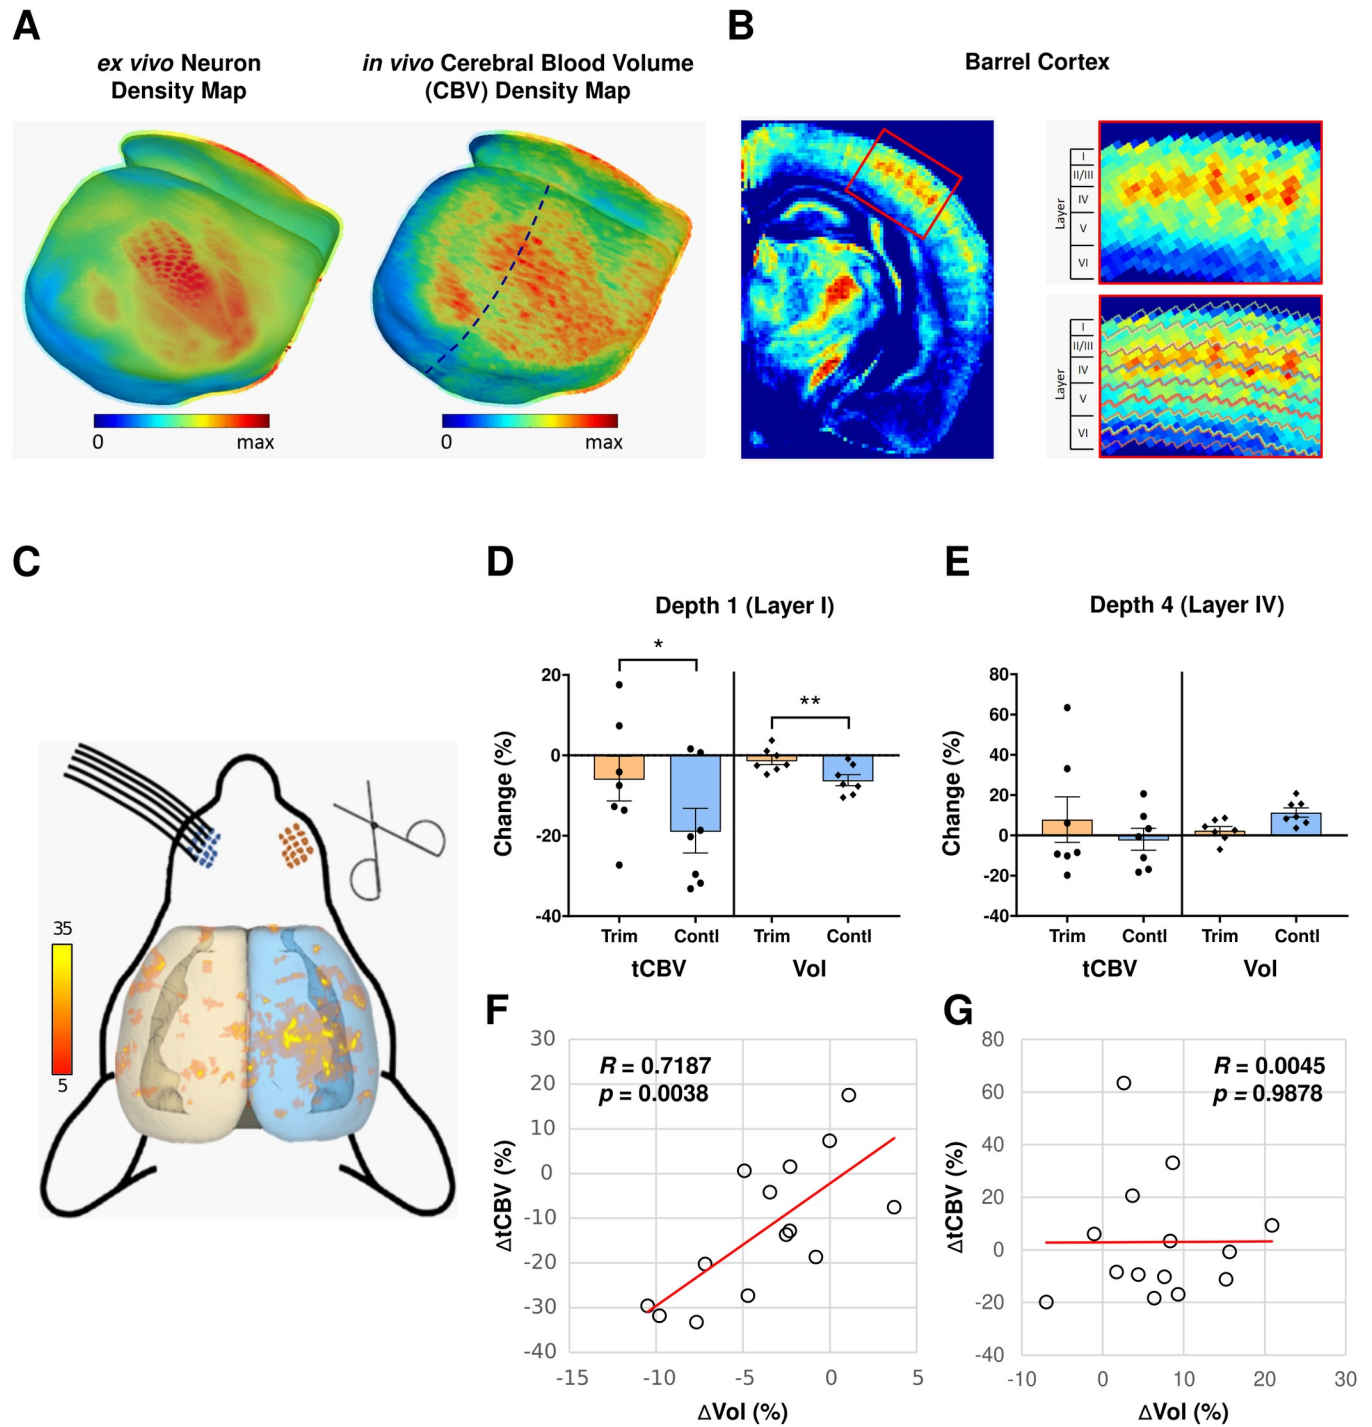 A
ex vivo Neuron
Density Map
in vivo Cerebral Blood Volume
(CBV) Density Map
0 max
0 max
B
Barrel Cortex
Layer
I
II/III
IV
V
VI
Layer
I
II/III
IV
V
VI
C
35
5
D
Depth 1 (Layer I)
*
**
Change (%)
20
0
-20
-40
Trim Contl Trim Contl
tCBV Vol
E
Depth 4 (Layer IV)
Change (%)
80
60
40
20
0
-20
-40
Trim Contl Trim Contl
tCBV Vol
F
R = 0.7187
p = 0.0038
ΔtCBV (%)
30
20
10
0
-10
-20
-30
-40
-15 -10 -5 0 5
ΔVol (%)
G
R = 0.0045
p = 0.9878
ΔtCBV (%)
80
60
40
20
0
-20
-40
-10 0 10 20 30
ΔVol (%)